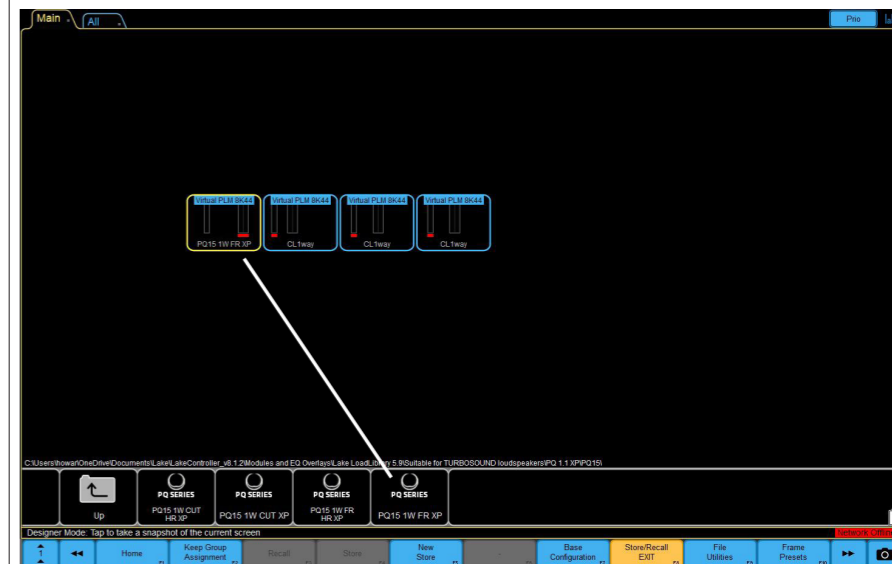 Main
All
Prio
Virtual PLM 8K44
Virtual PLM 8K44
Virtual PLM 8K44
Virtual PLM 8K44
PQ15 1W FR XP
CL1way
CL1way
CL1way
C:\Users\howar\OneDrive\Documents\Lake\LakeController_v8.1.2\Modules and EQ Overlays\Lake LoadLibrary 5.9\Suitable for TURBOSOUND loudspeakers\PQ 1.1 XP\PQ15\
Up
PQ SERIES
PQ15 1W CUT
HR XP
PQ SERIES
PQ15 1W CUT XP
PQ SERIES
PQ15 1W FR
HR XP
PQ SERIES
PQ15 1W FR XP
Designer Mode: Tap to take a snapshot of the current screen
Network Offline
1
Home
Keep Group
Assignment
Recall
Store
New
Store
-
Base
Configuration
Store/Recall
EXIT
File
Utilities
Frame
Presets